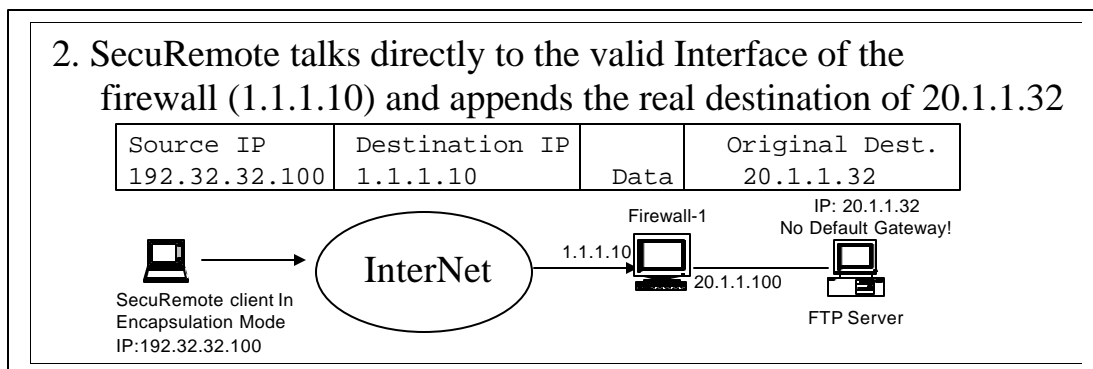 2. SecuRemote talks directly to the valid Interface of the
firewall (1.1.1.10) and appends the real destination of 20.1.1.32
Source IP Destination IP Original Dest.
192.32.32.100 1.1.1.10 Data 20.1.1.32
IP: 20.1.1.32
No Default Gateway!
Firewall-1
1.1.1.10
InterNet
20.1.1.100
SecuRemote client In
Encapsulation Mode
IP:192.32.32.100
FTP Server